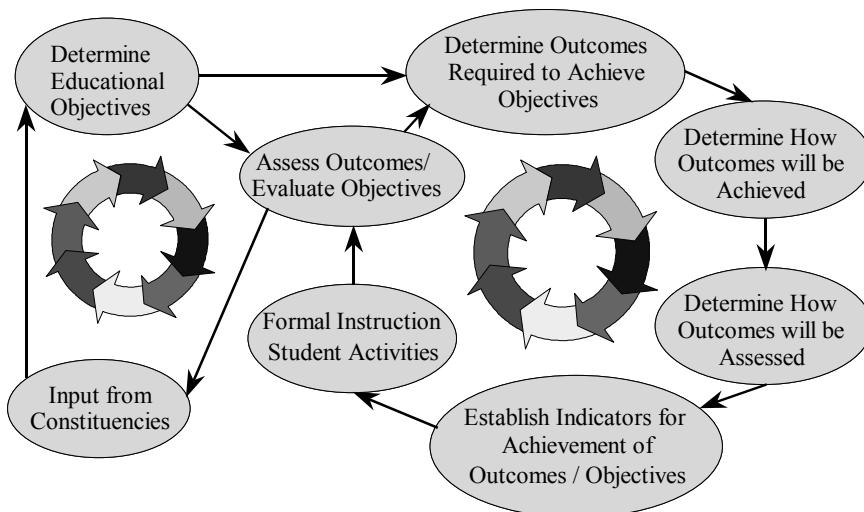 Determine
Educational
Objectives
Determine Outcomes
Required to Achieve
Objectives
Assess Outcomes/
Evaluate Objectives
Determine How
Outcomes will be
Achieved
Formal Instruction
Student Activities
Determine How
Outcomes will be
Assessed
Input from
Constituencies
Establish Indicators for
Achievement of
Outcomes / Objectives